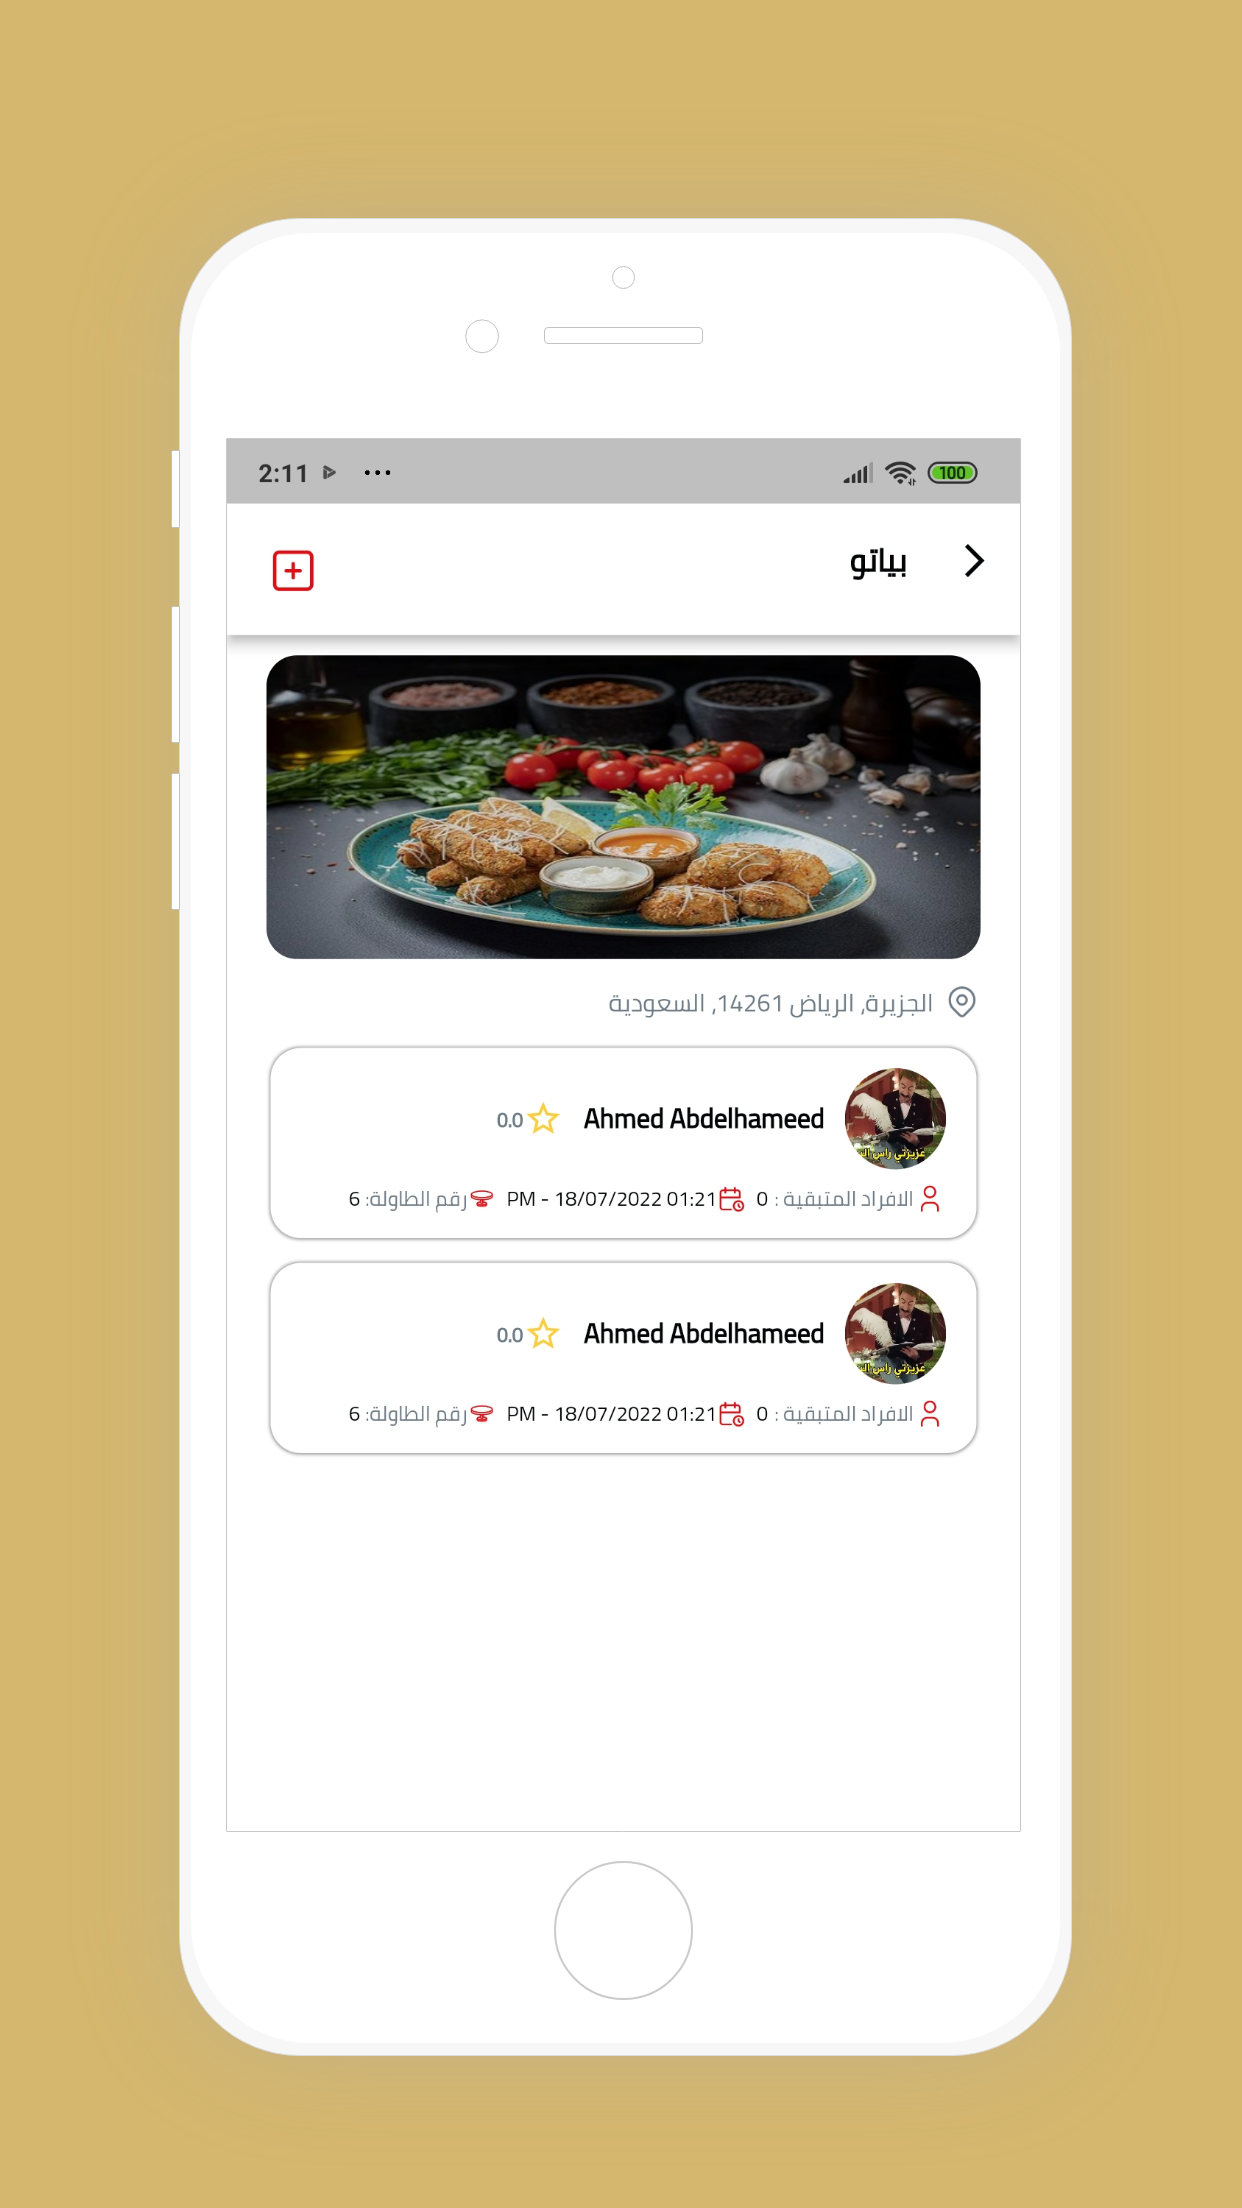 2:11 ... 100
بياتو
الجزيرة, الرياض 14261, السعودية
Ahmed Abdelhameed 0.0
الافراد المتبقية : 0 PM - 18/07/2022 01:21 رقم الطاولة: 6
Ahmed Abdelhameed 0.0
الافراد المتبقية : 0 PM - 18/07/2022 01:21 رقم الطاولة: 6